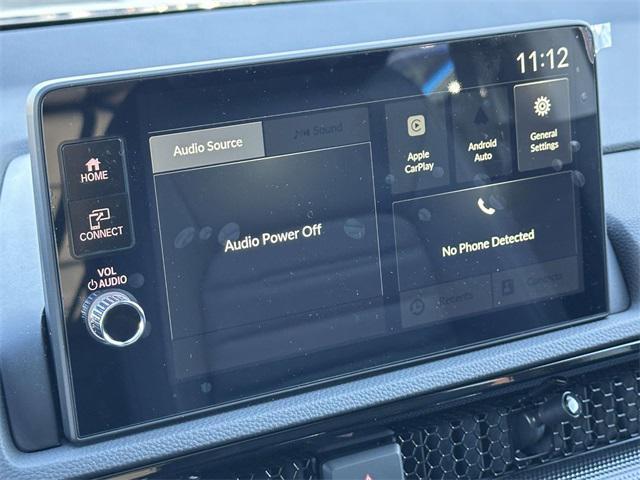 11:12
HOME
CONNECT
VOL
AUDIO
Audio Source
Sound
Audio Power Off
Apple
CarPlay
Android
Auto
General
Settings
No Phone Detected
Recents